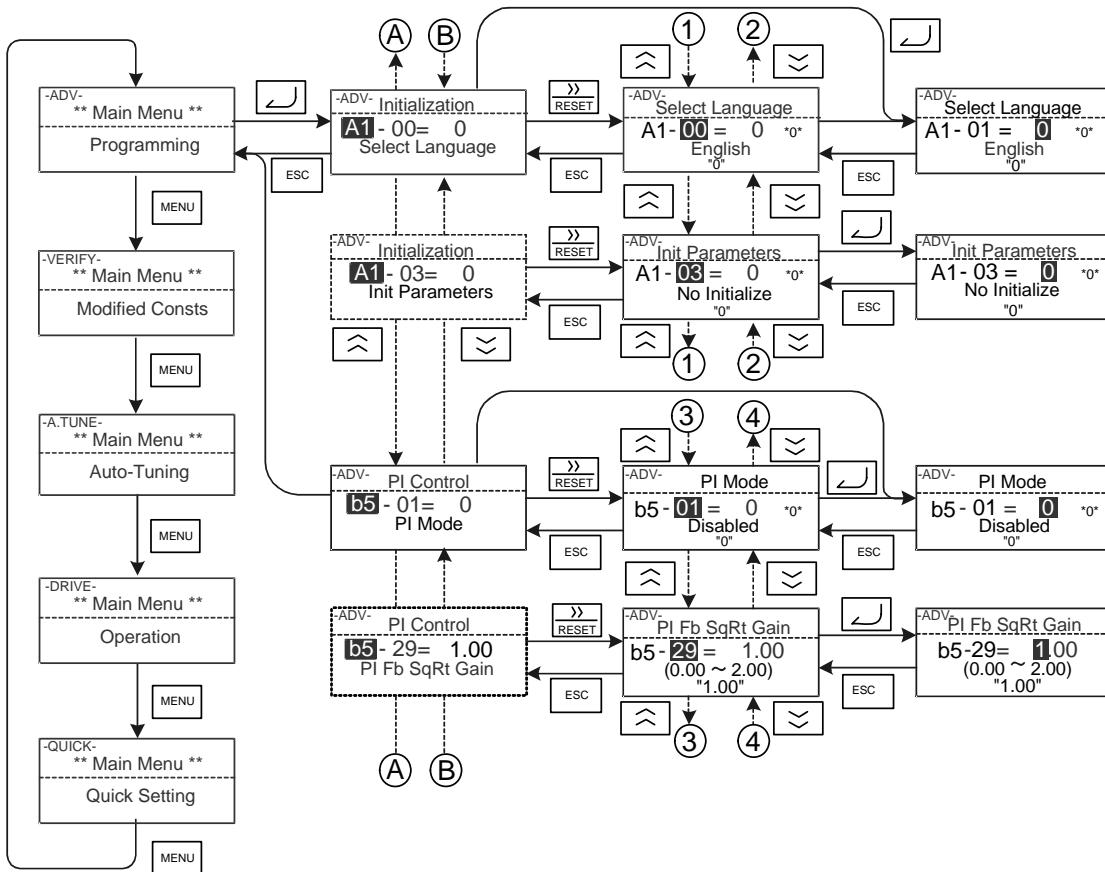 -ADV-
** Main Menu **
Programming
MENU
-VERIFY-
** Main Menu **
Modified Consts
MENU
-A.TUNE-
** Main Menu **
Auto-Tuning
MENU
-DRIVE-
** Main Menu **
Operation
MENU
-QUICK-
** Main Menu **
Quick Setting
MENU
A B
-ADV- Initialization
A1 - 00= 0
Select Language
ESC
RESET
ESC
1 2
-ADV-
Select Language
A1- 00 = 0 *0*
English
"0"
ESC
-ADV-
Select Language
A1- 01 = 0 *0*
English
"0"
-ADV-
Initialization
A1 - 03= 0
Init Parameters
RESET
ESC
-ADV-
Init Parameters
A1- 03 = 0 *0*
No Initialize
"0"
1 2
ESC
-ADV-
Init Parameters
A1- 03 = 0 *0*
No Initialize
"0"
3 4
-ADV-
PI Control
b5 - 01= 0
PI Mode
RESET
ESC
-ADV-
PI Mode
b5- 01 = 0 *0*
Disabled
"0"
ESC
-ADV-
PI Mode
b5- 01 = 0 *0*
Disabled
"0"
-ADV-
PI Control
b5 - 29= 1.00
PI Fb SqRt Gain
RESET
ESC
-ADV-
PI Fb SqRt Gain
b5-29= 1.00
(0.00 ~ 2.00)
"1.00"
ESC
-ADV-
PI Fb SqRt Gain
b5-29= 1.00
(0.00 ~ 2.00)
"1.00"
A B
3 4